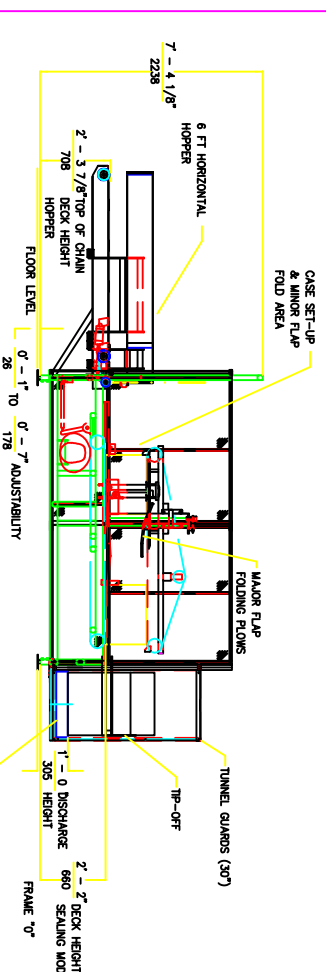 7' - 4 1/8"
2238
6 FT HORIZONTAL
HOPPER
CASE SET-UP
& MINOR FLAP
FOLD AREA
2' - 3 7/8" TOP OF CHAIN
708 DECK HEIGHT
HOPPER
FLOOR LEVEL
0' - 1" TO 0' - 7" ADJUSTABILITY
26 178
MAJOR FLAP
FOLDING PLOWS
TUNNEL GUARDS (30")
TIP-OFF
1' - 0 DISCHARGE
305 HEIGHT
2' - 2" DECK HEIGHT
660 SEALING
FRAME "0"